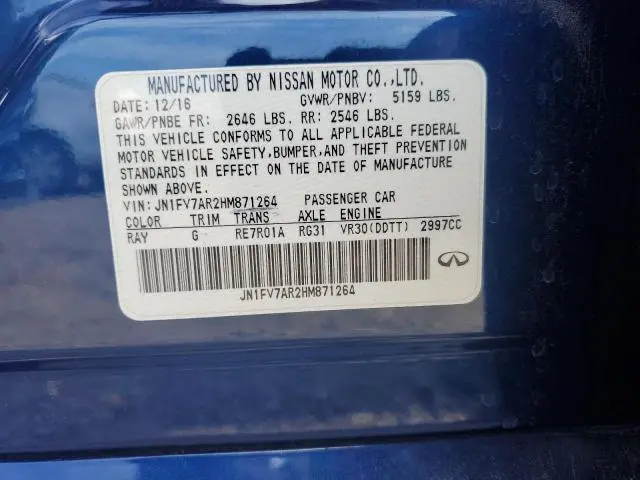 MANUFACTURED BY NISSAN MOTOR CO.,LTD.
DATE: 12/16 GVWR/PNBV: 5159 LBS.
GAWR/PNBE FR: 2646 LBS. RR: 2546 LBS.
THIS VEHICLE CONFORMS TO ALL APPLICABLE FEDERAL
MOTOR VEHICLE SAFETY,BUMPER,AND THEFT PREVENTION
STANDARDS IN EFFECT ON THE DATE OF MANUFACTURE
SHOWN ABOVE.
VIN: JN1FV7AR2HM871264 PASSENGER CAR
COLOR TRIM TRANS AXLE ENGINE
RAY G RE7R01A RG31 VR30(DDTT) 2997CC
JN1FV7AR2HM871264